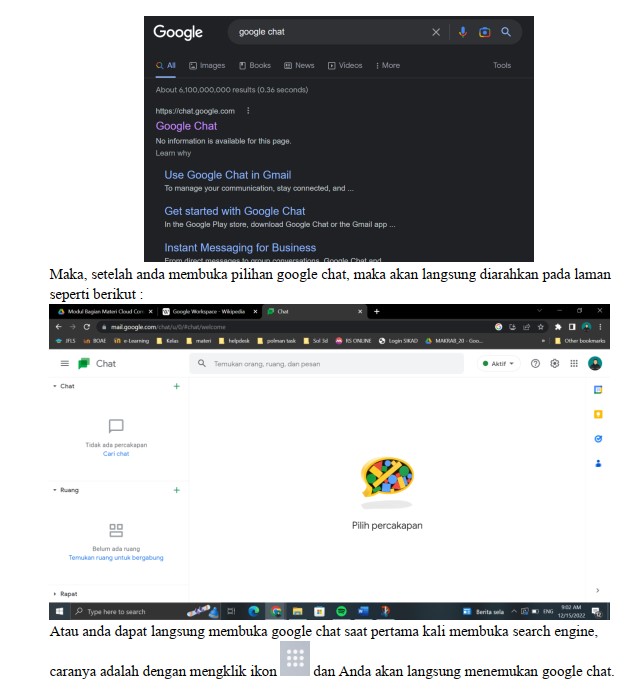 Google
google chat
All Images Books News Videos More Tools
About 6,100,000,000 results (0.36 seconds)
https://chat.google.com
Google Chat
No information is available for this page.
Learn why
Use Google Chat in Gmail
To manage your communication, stay connected, and ...
Get started with Google Chat
In the Google Play store, download Google Chat or the Gmail app ...
Instant Messaging for Business
From direct messages to group conversations, Google Chat and
Maka, setelah anda membuka pilihan google chat, maka akan langsung diarahkan pada laman
seperti berikut :
Modul Bagian Materi Cloud Com Google Workspace - Wikipedia Chat
mail.google.com/chat/u/0/#chat/welcome
JFLS BOAE e-Learning Kelas materi helpdesk polman task Sol 3d RS ONLINE Login SIKAD MAKRAB_20 - Goo... Other bookmarks
Chat
Temukan orang, ruang, dan pesan
Aktif
Chat
Tidak ada percakapan
Cari chat
Ruang
Belum ada ruang
Temukan ruang untuk bergabung
Rapat
Pilih percakapan
Type here to search
Berita sela
ENG
9:02 AM
12/15/2022
Atau anda dapat langsung membuka google chat saat pertama kali membuka search engine,
caranya adalah dengan mengklik ikon dan Anda akan langsung menemukan google chat.